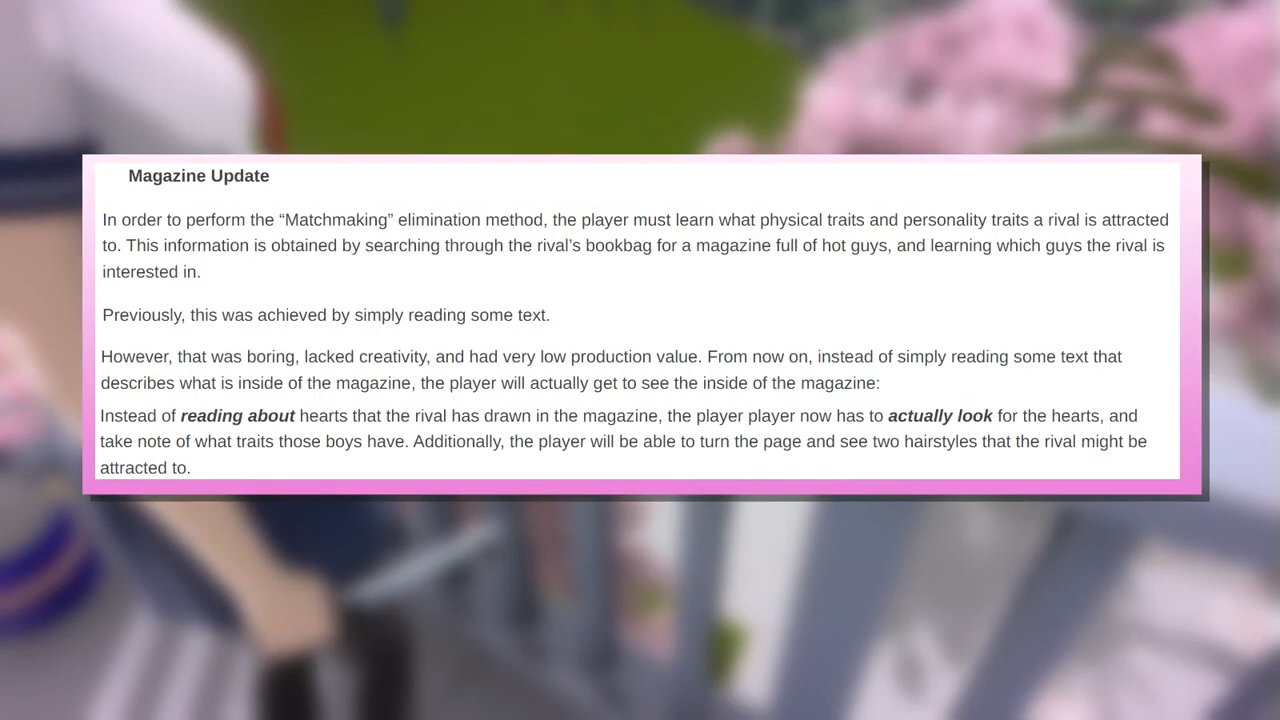 Magazine Update
In order to perform the “Matchmaking” elimination method, the player must learn what physical traits and personality traits a rival is attracted
to. This information is obtained by searching through the rival’s bookbag for a magazine full of hot guys, and learning which guys the rival is
interested in.
Previously, this was achieved by simply reading some text.
However, that was boring, lacked creativity, and had very low production value. From now on, instead of simply reading some text that
describes what is inside of the magazine, the player will actually get to see the inside of the magazine:
Instead of reading about hearts that the rival has drawn in the magazine, the player player now has to actually look for the hearts, and
take note of what traits those boys have. Additionally, the player will be able to turn the page and see two hairstyles that the rival might be
attracted to.